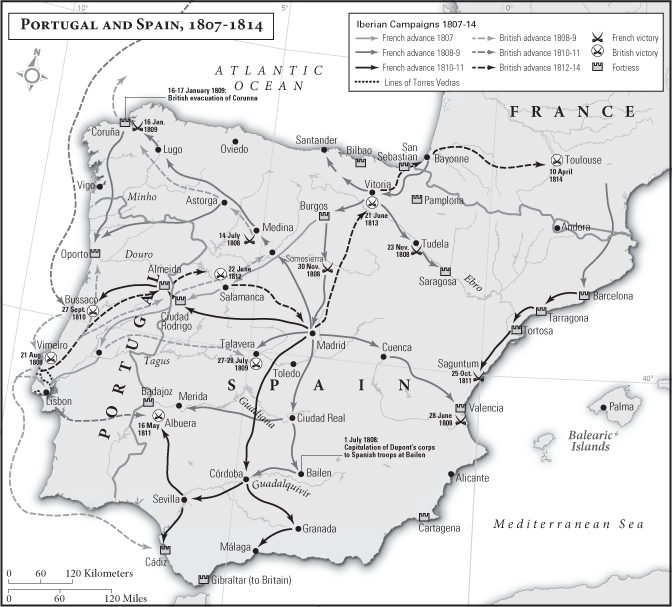 PORTUGAL AND SPAIN, 1807-1814
Iberian Campaigns 1807-14
French advance 1807
French advance 1808-9
French advance 1810-11
Lines of Torres Vedras
British advance 1808-9
British advance 1810-11
British advance 1812-14
French victory
British victory
Fortress
10°
5°
0°
ATLANTIC
OCEAN
FRANCE
16-17 January 1809:
British evacuation of Corunna
16 Jan.
1809
Coruña
Lugo
Oviedo
Santander
Bilbao
San
Sebastian
Bayonne
Toulouse
10 April
1814
Vigo
Minho
Astorga
Vitoria
21 June
1813
Pamplona
Burgos
Medina
14 July
1808
Andorra
Oporto
Douro
Somosierra
30 Nov.
1808
Tudela
23 Nov.
1808
Saragosa
Ebro
Almeida
22 June
1812
Salamanca
Bussaco
27 Sept.
1810
Ciudad
Rodrigo
Barcelona
Tarragona
Tortosa
Vimeiro
21 Aug
1808
PORTUGAL
Tagus
Talavera
27-28 July
1809
Madrid
Toledo
Cuenca
Saguntum
25 Oct.
1811
SPAIN
40°
Lisbon
Badajoz
Merida
Albuera
16 May
1811
Guadiana
Ciudad Real
28 June
1808
Valencia
Palma
Balearic
Islands
1 July 1808:
Capitulation of Dupont's corps
to Spanish troops at Bailen
Córdoba
Bailen
Guadalquivir
Alicante
Sevilla
Granada
Cartagena
Mediterranean Sea
Cádiz
Málaga
Gibraltar (to Britain)
0 60 120 Kilometers
0 60 120 Miles